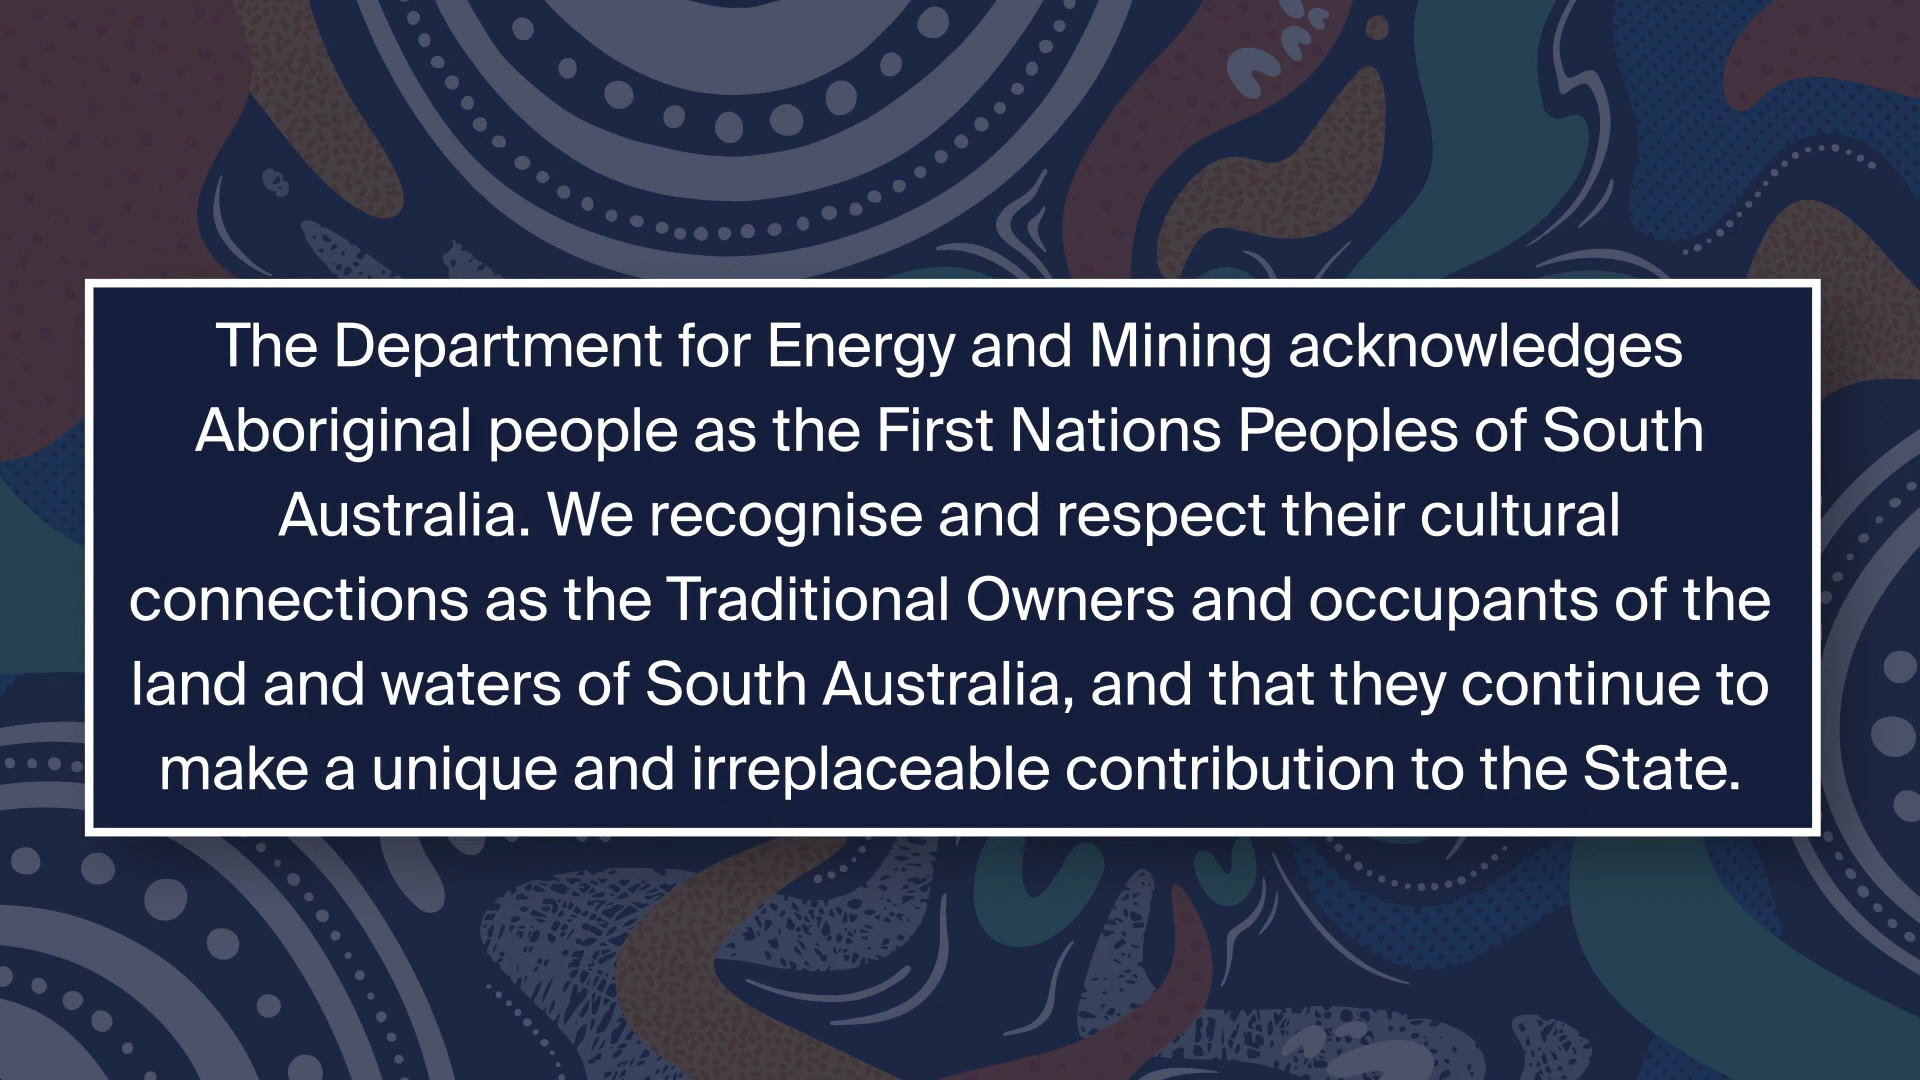 The Department for Energy and Mining acknowledges
Aboriginal people as the First Nations Peoples of South
Australia. We recognise and respect their cultural
connections as the Traditional Owners and occupants of the
land and waters of South Australia, and that they continue to
make a unique and irreplaceable contribution to the State.